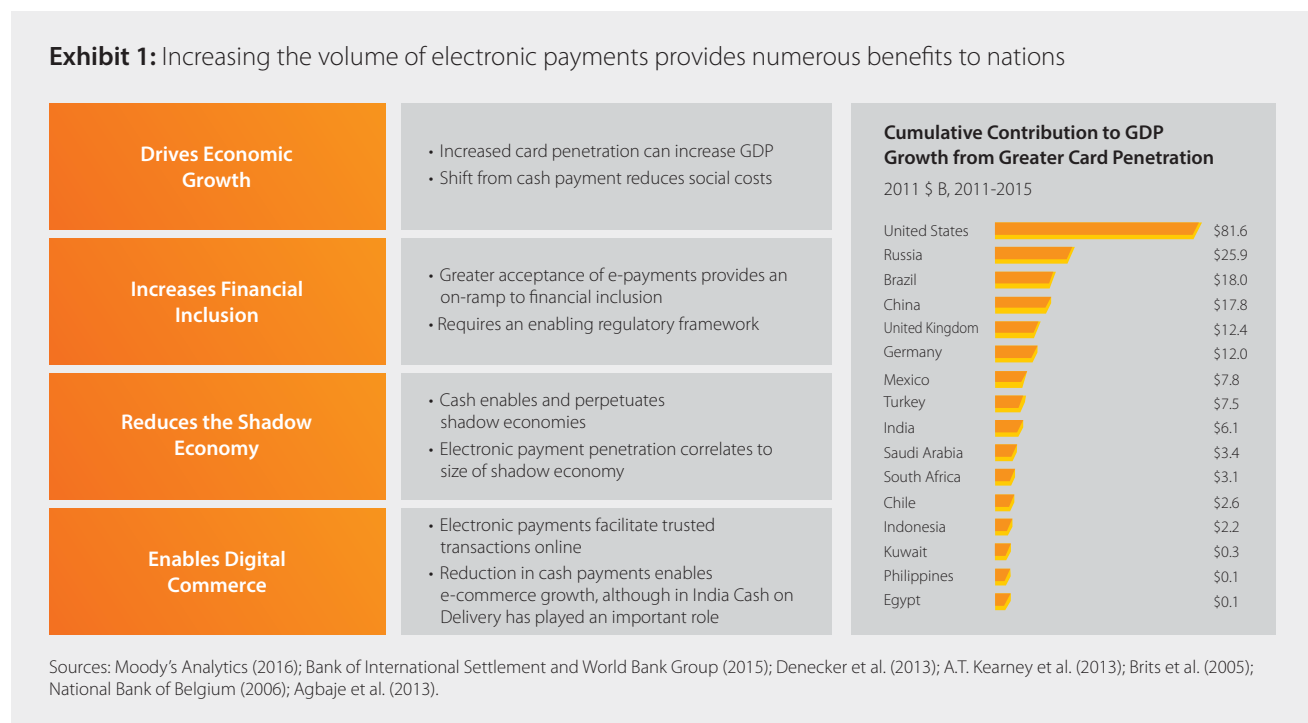 Exhibit 1: Increasing the volume of electronic payments provides numerous benefits to nations
Drives Economic
Growth
• Increased card penetration can increase GDP
• Shift from cash payment reduces social costs
Increases Financial
Inclusion
• Greater acceptance of e-payments provides an
on-ramp to financial inclusion
• Requires an enabling regulatory framework
Reduces the Shadow
Economy
• Cash enables and perpetuates
shadow economies
• Electronic payment penetration correlates to
size of shadow economy
Enables Digital
Commerce
• Electronic payments facilitate trusted
transactions online
• Reduction in cash payments enables
e-commerce growth, although in India Cash on
Delivery has played an important role
Cumulative Contribution to GDP
Growth from Greater Card Penetration
2011 $ B, 2011-2015
United States $81.6
Russia $25.9
Brazil $18.0
China $17.8
United Kingdom $12.4
Germany $12.0
Mexico $7.8
Turkey $7.5
India $6.1
Saudi Arabia $3.4
South Africa $3.1
Chile $2.6
Indonesia $2.2
Kuwait $0.3
Philippines $0.1
Egypt $0.1
Sources: Moody's Analytics (2016); Bank of International Settlement and World Bank Group (2015); Denecker et al. (2013); A.T. Kearney et al. (2013); Brits et al. (2005);
National Bank of Belgium (2006); Agbaje et al. (2013).